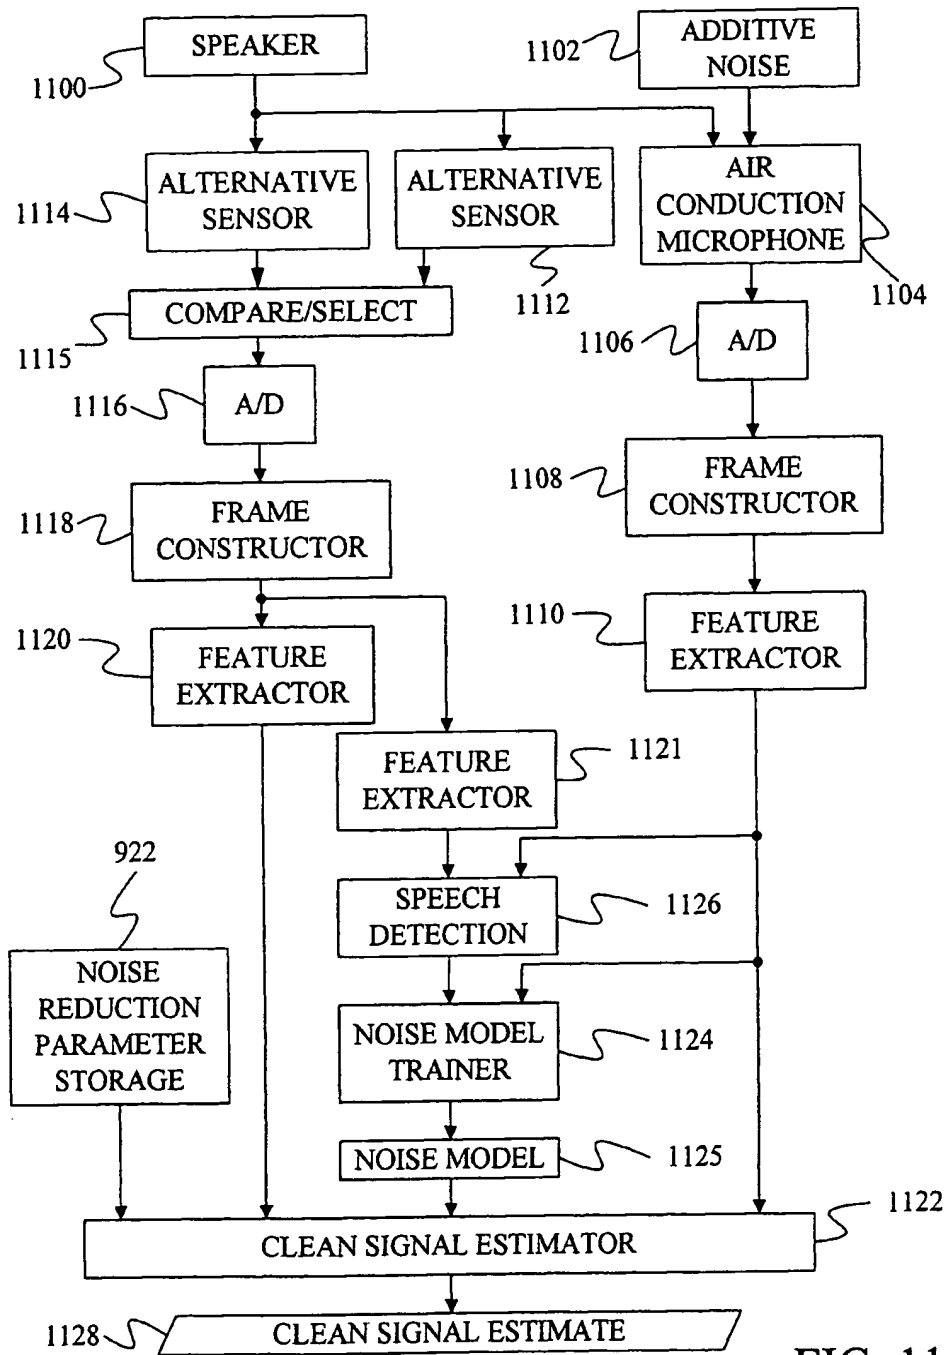 SPEAKER
1100
1102
ADDITIVE
NOISE
1114
ALTERNATIVE
SENSOR
ALTERNATIVE
SENSOR
1112
AIR
CONDUCTION
MICROPHONE
1104
1115
COMPARE/SELECT
1106
A/D
1116
A/D
1108
FRAME
CONSTRUCTOR
1118
FRAME
CONSTRUCTOR
1110
FEATURE
EXTRACTOR
1120
FEATURE
EXTRACTOR
FEATURE
EXTRACTOR
1121
922
SPEECH
DETECTION
1126
NOISE
REDUCTION
PARAMETER
STORAGE
NOISE MODEL
TRAINER
1124
NOISE MODEL
1125
1122
CLEAN SIGNAL ESTIMATOR
1128
CLEAN SIGNAL ESTIMATE
FIG. 11